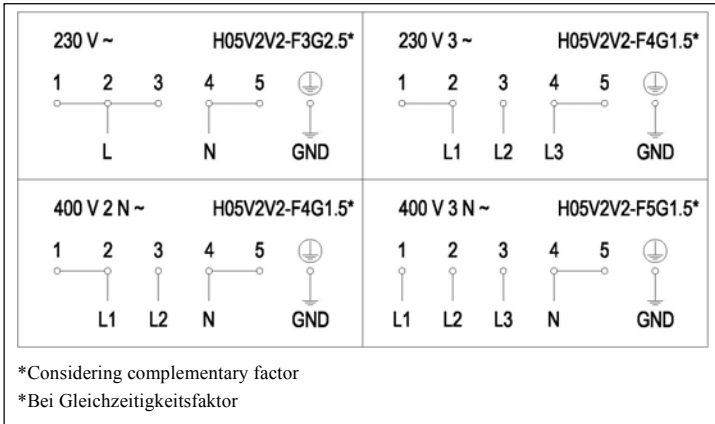 230 V ~ H05V2V2-F3G2.5*
1 2 3 4 5
L N GND
230 V 3 ~ H05V2V2-F4G1.5*
1 2 3 4 5
L1 L2 L3 GND
400 V 2 N ~ H05V2V2-F4G1.5*
1 2 3 4 5
L1 L2 N GND
400 V 3 N ~ H05V2V2-F5G1.5*
1 2 3 4 5
L1 L2 L3 N GND
*Considering complementary factor
*Bei Gleichzeitigkeitsfaktor